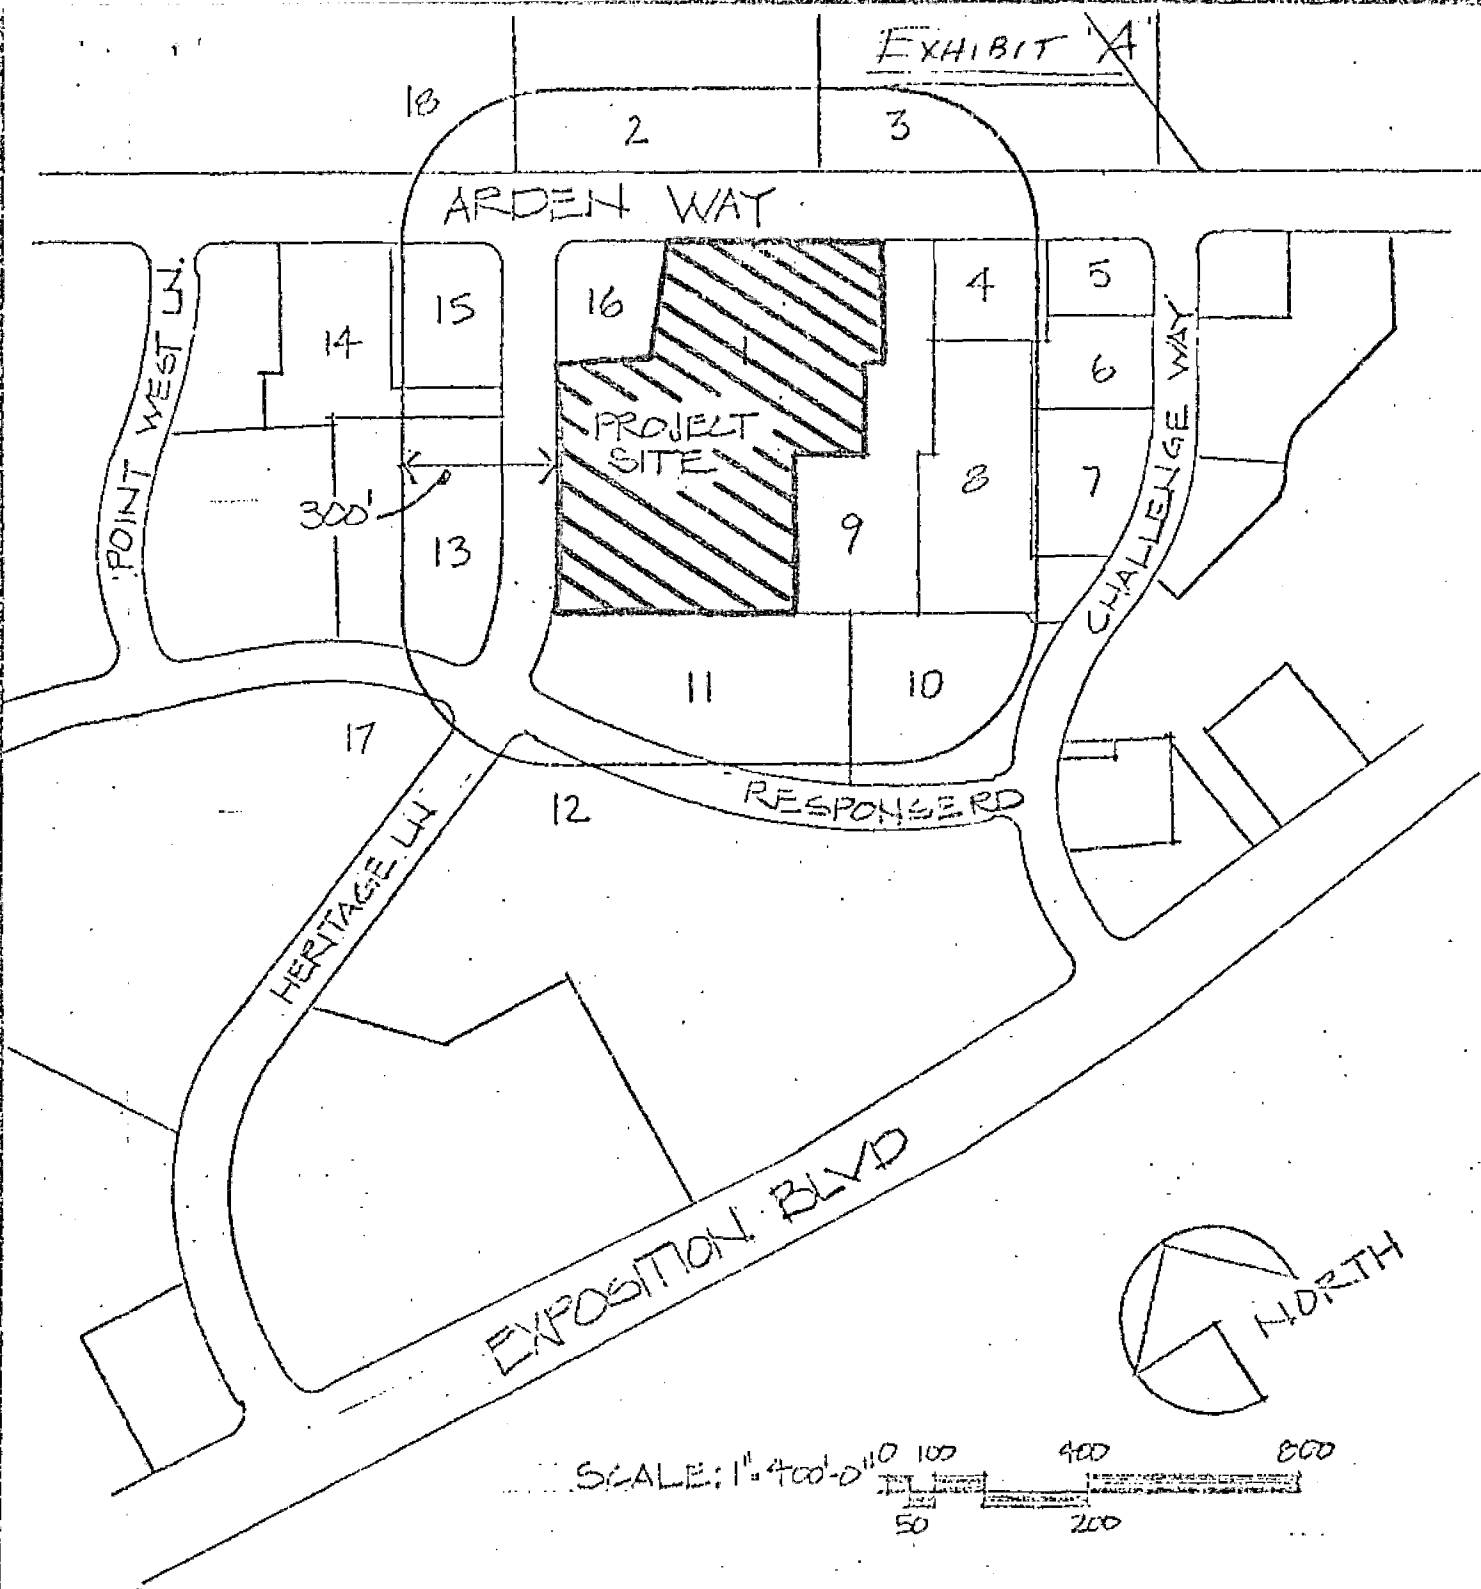 EXHIBIT 'A'
18
2
3
ARDEN WAY
POINT WEST LN.
14
15
16
1
4
5
6
CHALLENGE WAY
PROJECT
SITE
300'
13
9
8
7
11
10
17
12
RESPONSE RD
HERITAGE LN
EXPOSITION BLVD
NORTH
SCALE: 1"=400'-0"
0 100 400 800
50 200